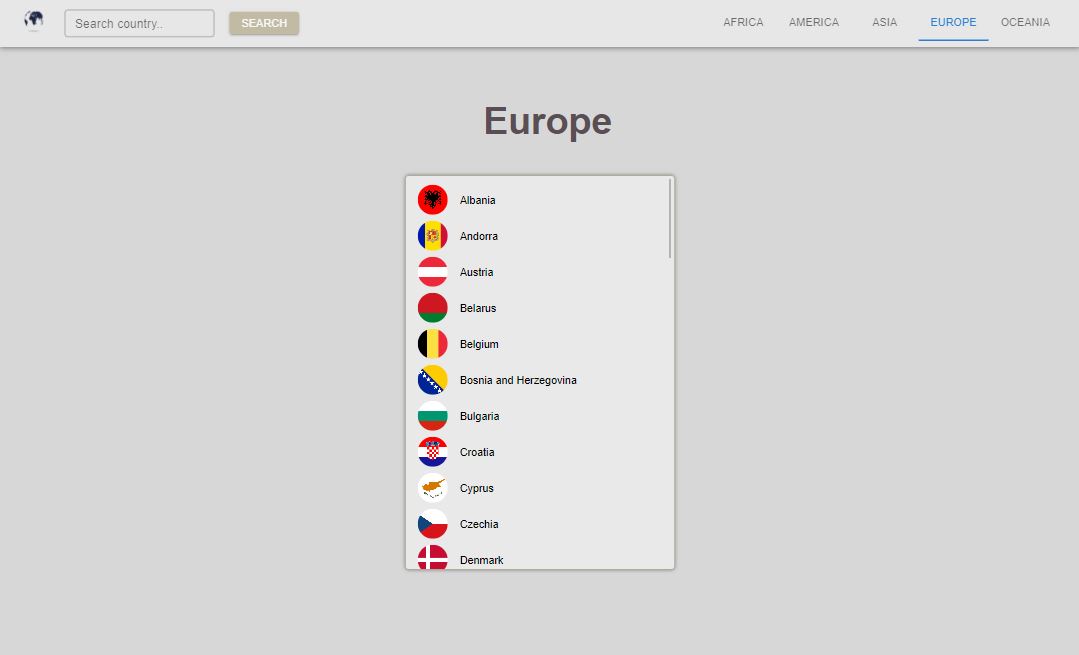 Search country..
SEARCH
AFRICA
AMERICA
ASIA
EUROPE
OCEANIA
Europe
Albania
Andorra
Austria
Belarus
Belgium
Bosnia and Herzegovina
Bulgaria
Croatia
Cyprus
Czechia
Denmark